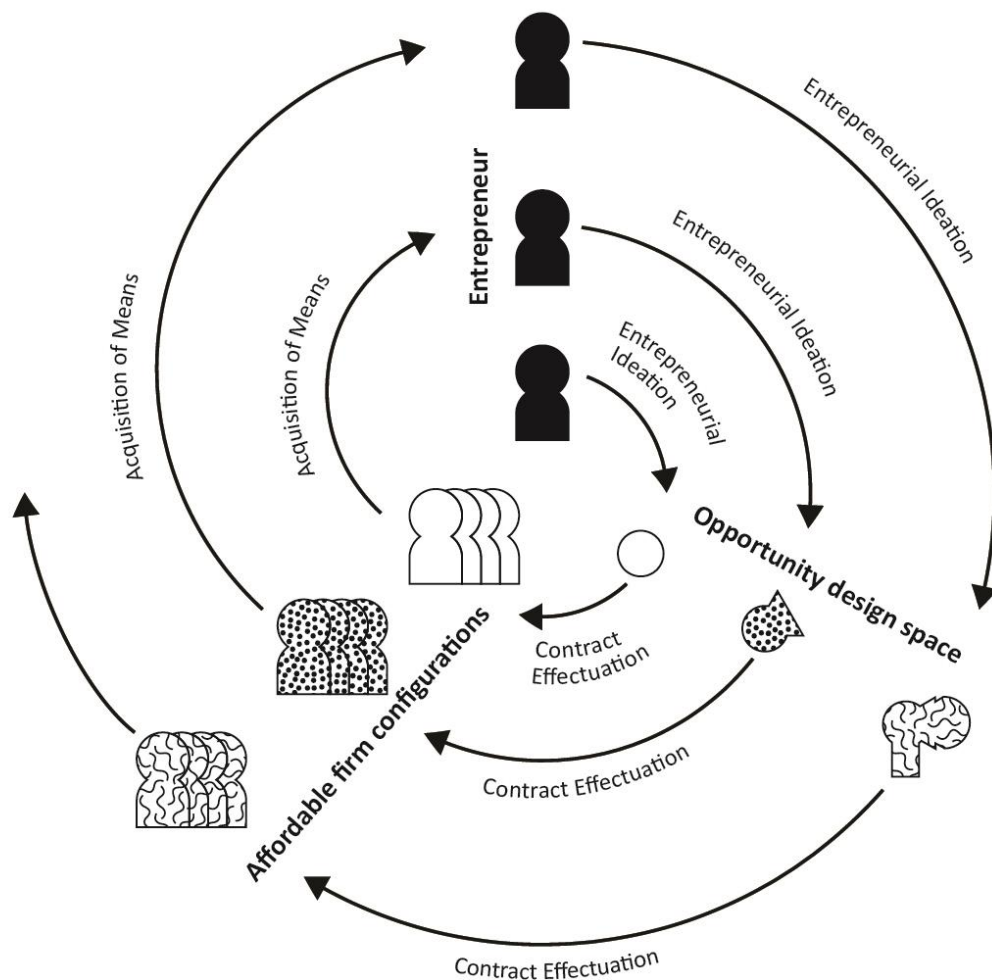 Entrepreneurial Ideation
Entrepreneurial Ideation
Entrepreneurial
Ideation
Entrepreneur
Acquisition of Means
Acquisition of Means
Opportunity design space
Contract
Effectuation
Contract Effectuation
Contract Effectuation
Affordable firm configurations